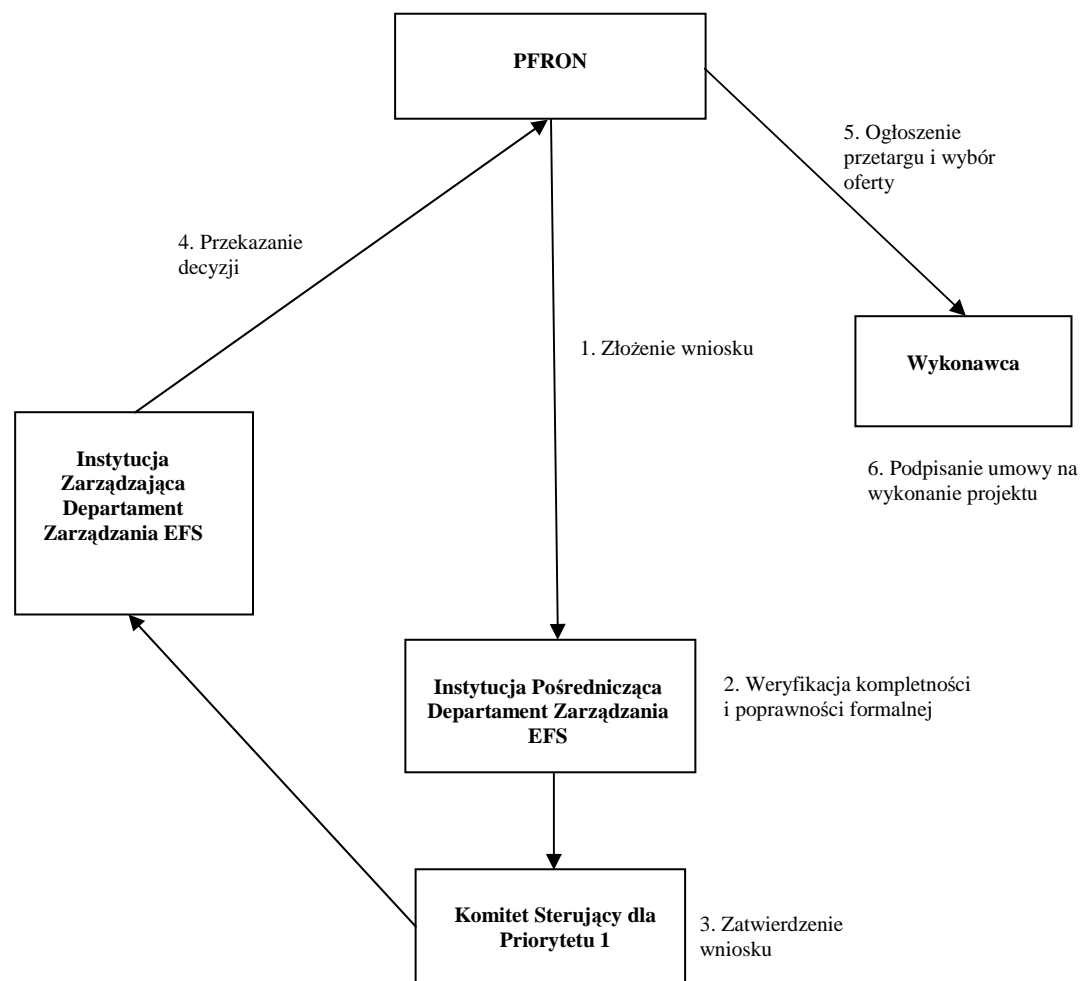 PFRON
5. Ogłoszenie
przetargu i wybór
oferty
4. Przekazanie
decyzji
1. Złożenie wniosku
Wykonawca
Instytucja
Zarządzająca
Departament
Zarządzania EFS
6. Podpisanie umowy na
wykonanie projektu
Instytucja Pośrednicząca
Departament Zarządzania
EFS
2. Weryfikacja kompletności
i poprawności formalnej
Komitet Sterujący dla
Priorytetu 1
3. Zatwierdzenie
wniosku